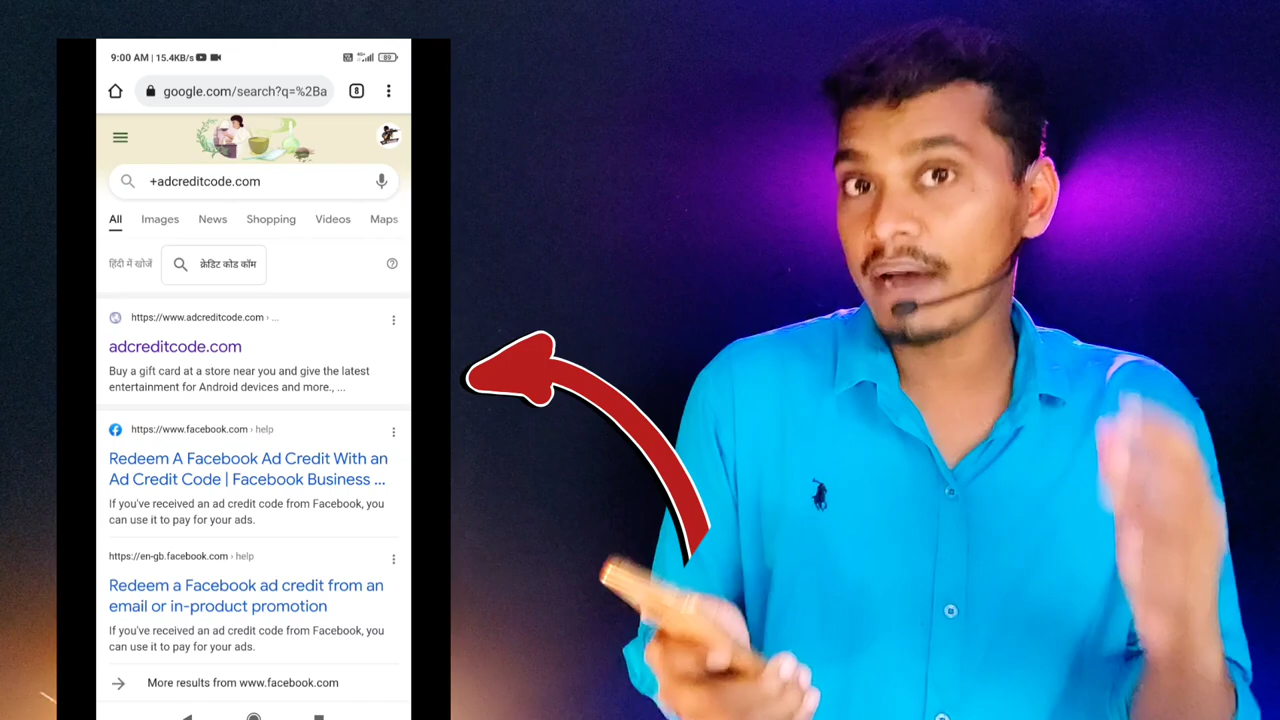 9:00 AM | 15.4KB/s
4G+
89
google.com/search?q=%2Ba
8
+adcreditcode.com
All Images News Shopping Videos Maps
हिंदी में खोजें क्रेडिट कोड कॉम
https://www.adcreditcode.com › ...
adcreditcode.com
Buy a gift card at a store near you and give the latest
entertainment for Android devices and more., ...
https://www.facebook.com › help
Redeem A Facebook Ad Credit With an
Ad Credit Code | Facebook Business ...
If you've received an ad credit code from Facebook, you
can use it to pay for your ads.
https://en-gb.facebook.com › help
Redeem a Facebook ad credit from an
email or in-product promotion
If you've received an ad credit code from Facebook, you
can use it to pay for your ads.
More results from www.facebook.com